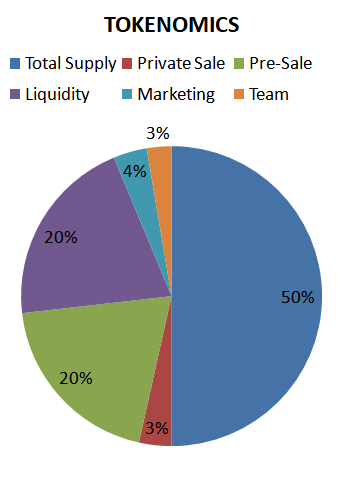 TOKENOMICS
Total Supply Private Sale Pre-Sale
Liquidity Marketing Team
3%
4%
20%
50%
20%
3%